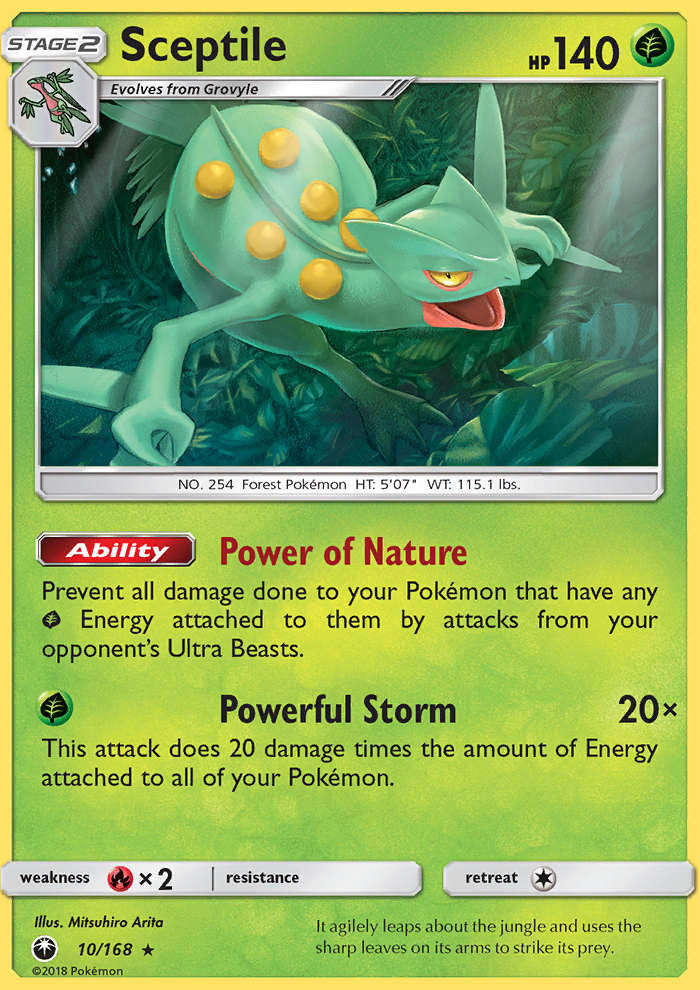 STAGE 2
Sceptile
HP 140
Evolves from Grovyle
NO. 254 Forest Pokémon HT: 5'07" WT: 115.1 lbs.
Ability Power of Nature
Prevent all damage done to your Pokémon that have any
Energy attached to them by attacks from your
opponent's Ultra Beasts.
Powerful Storm 20×
This attack does 20 damage times the amount of Energy
attached to all of your Pokémon.
weakness × 2 resistance retreat
Illus. Mitsuhiro Arita
10/168
©2018 Pokémon
It agilely leaps about the jungle and uses the
sharp leaves on its arms to strike its prey.